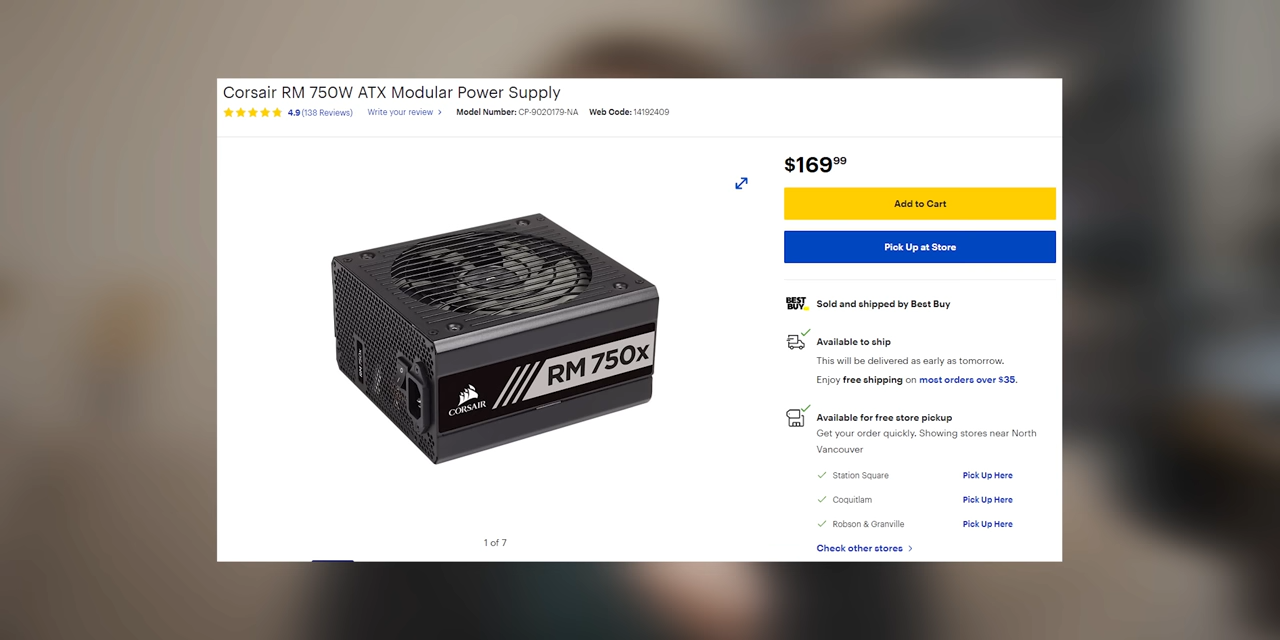 Corsair RM 750W ATX Modular Power Supply
4.9 (138 Reviews) Write your review > Model Number: CP-9020179-NA Web Code: 14192409
$169.99
Add to Cart
Pick Up at Store
BEST BUY Sold and shipped by Best Buy
Available to ship
This will be delivered as early as tomorrow.
Enjoy free shipping on most orders over $35.
Available for free store pickup
Get your order quickly. Showing stores near North
Vancouver
Station Square Pick Up Here
Coquitlam Pick Up Here
Robson & Granville Pick Up Here
Check other stores >
CORSAIR RM 750x
1 of 7